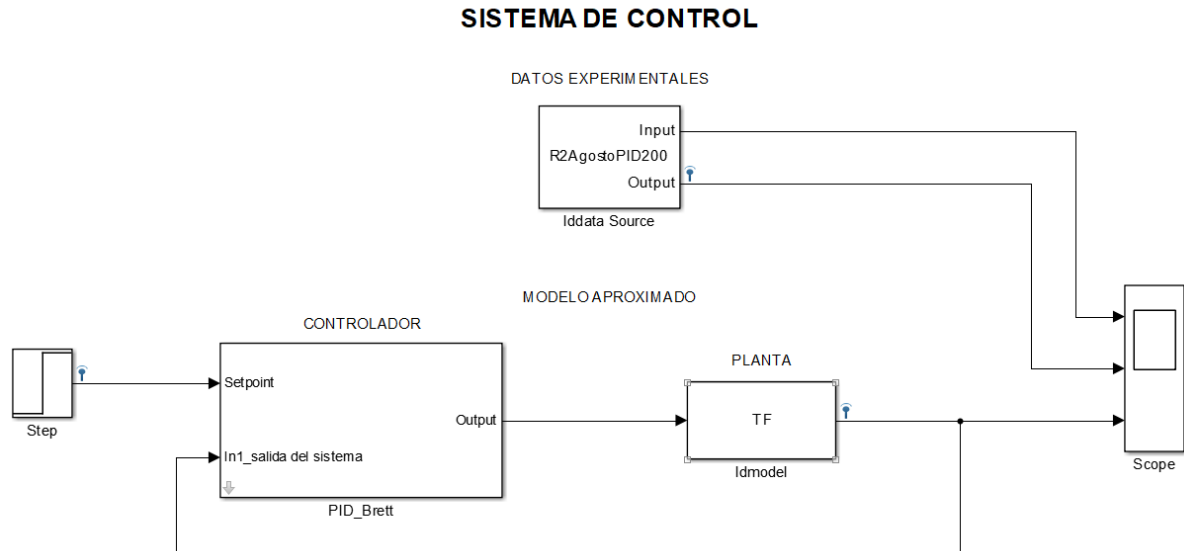 SISTEMA DE CONTROL
DATOS EXPERIMENTALES
Input
R2AgostoPID200
Output
Iddata Source
MODELO APROXIMADO
CONTROLADOR
PLANTA
Setpoint
Output
TF
In1_salida del sistema
Step
Idmodel
Scope
PID_Brett